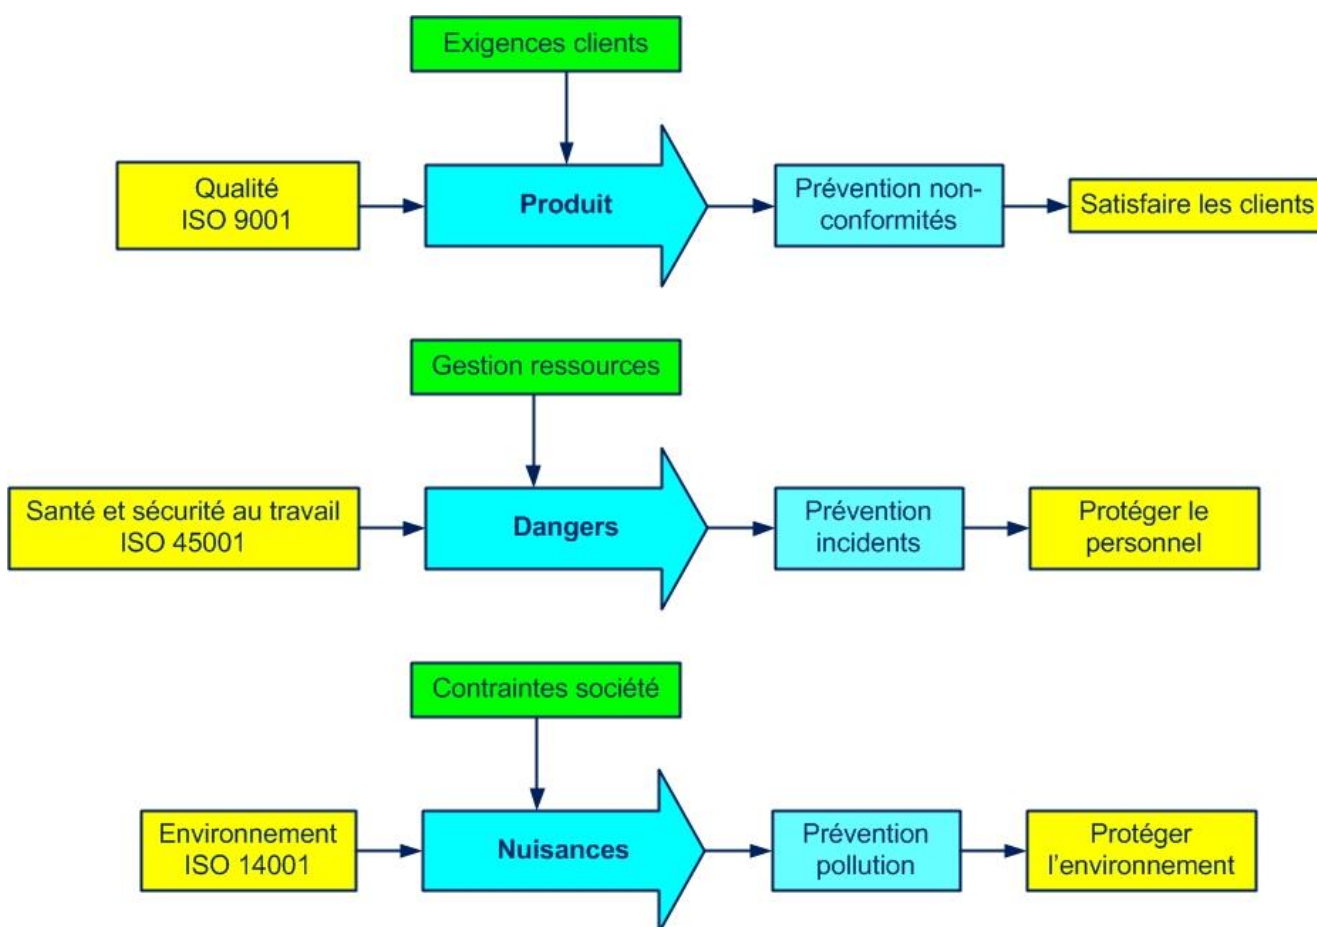 Exigences clients
Qualité
ISO 9001
Produit
Prévention non-
conformités
Satisfaire les clients
Gestion ressources
Santé et sécurité au travail
ISO 45001
Dangers
Prévention
incidents
Protéger le
personnel
Contraintes société
Environnement
ISO 14001
Nuisances
Prévention
pollution
Protéger
l'environnement